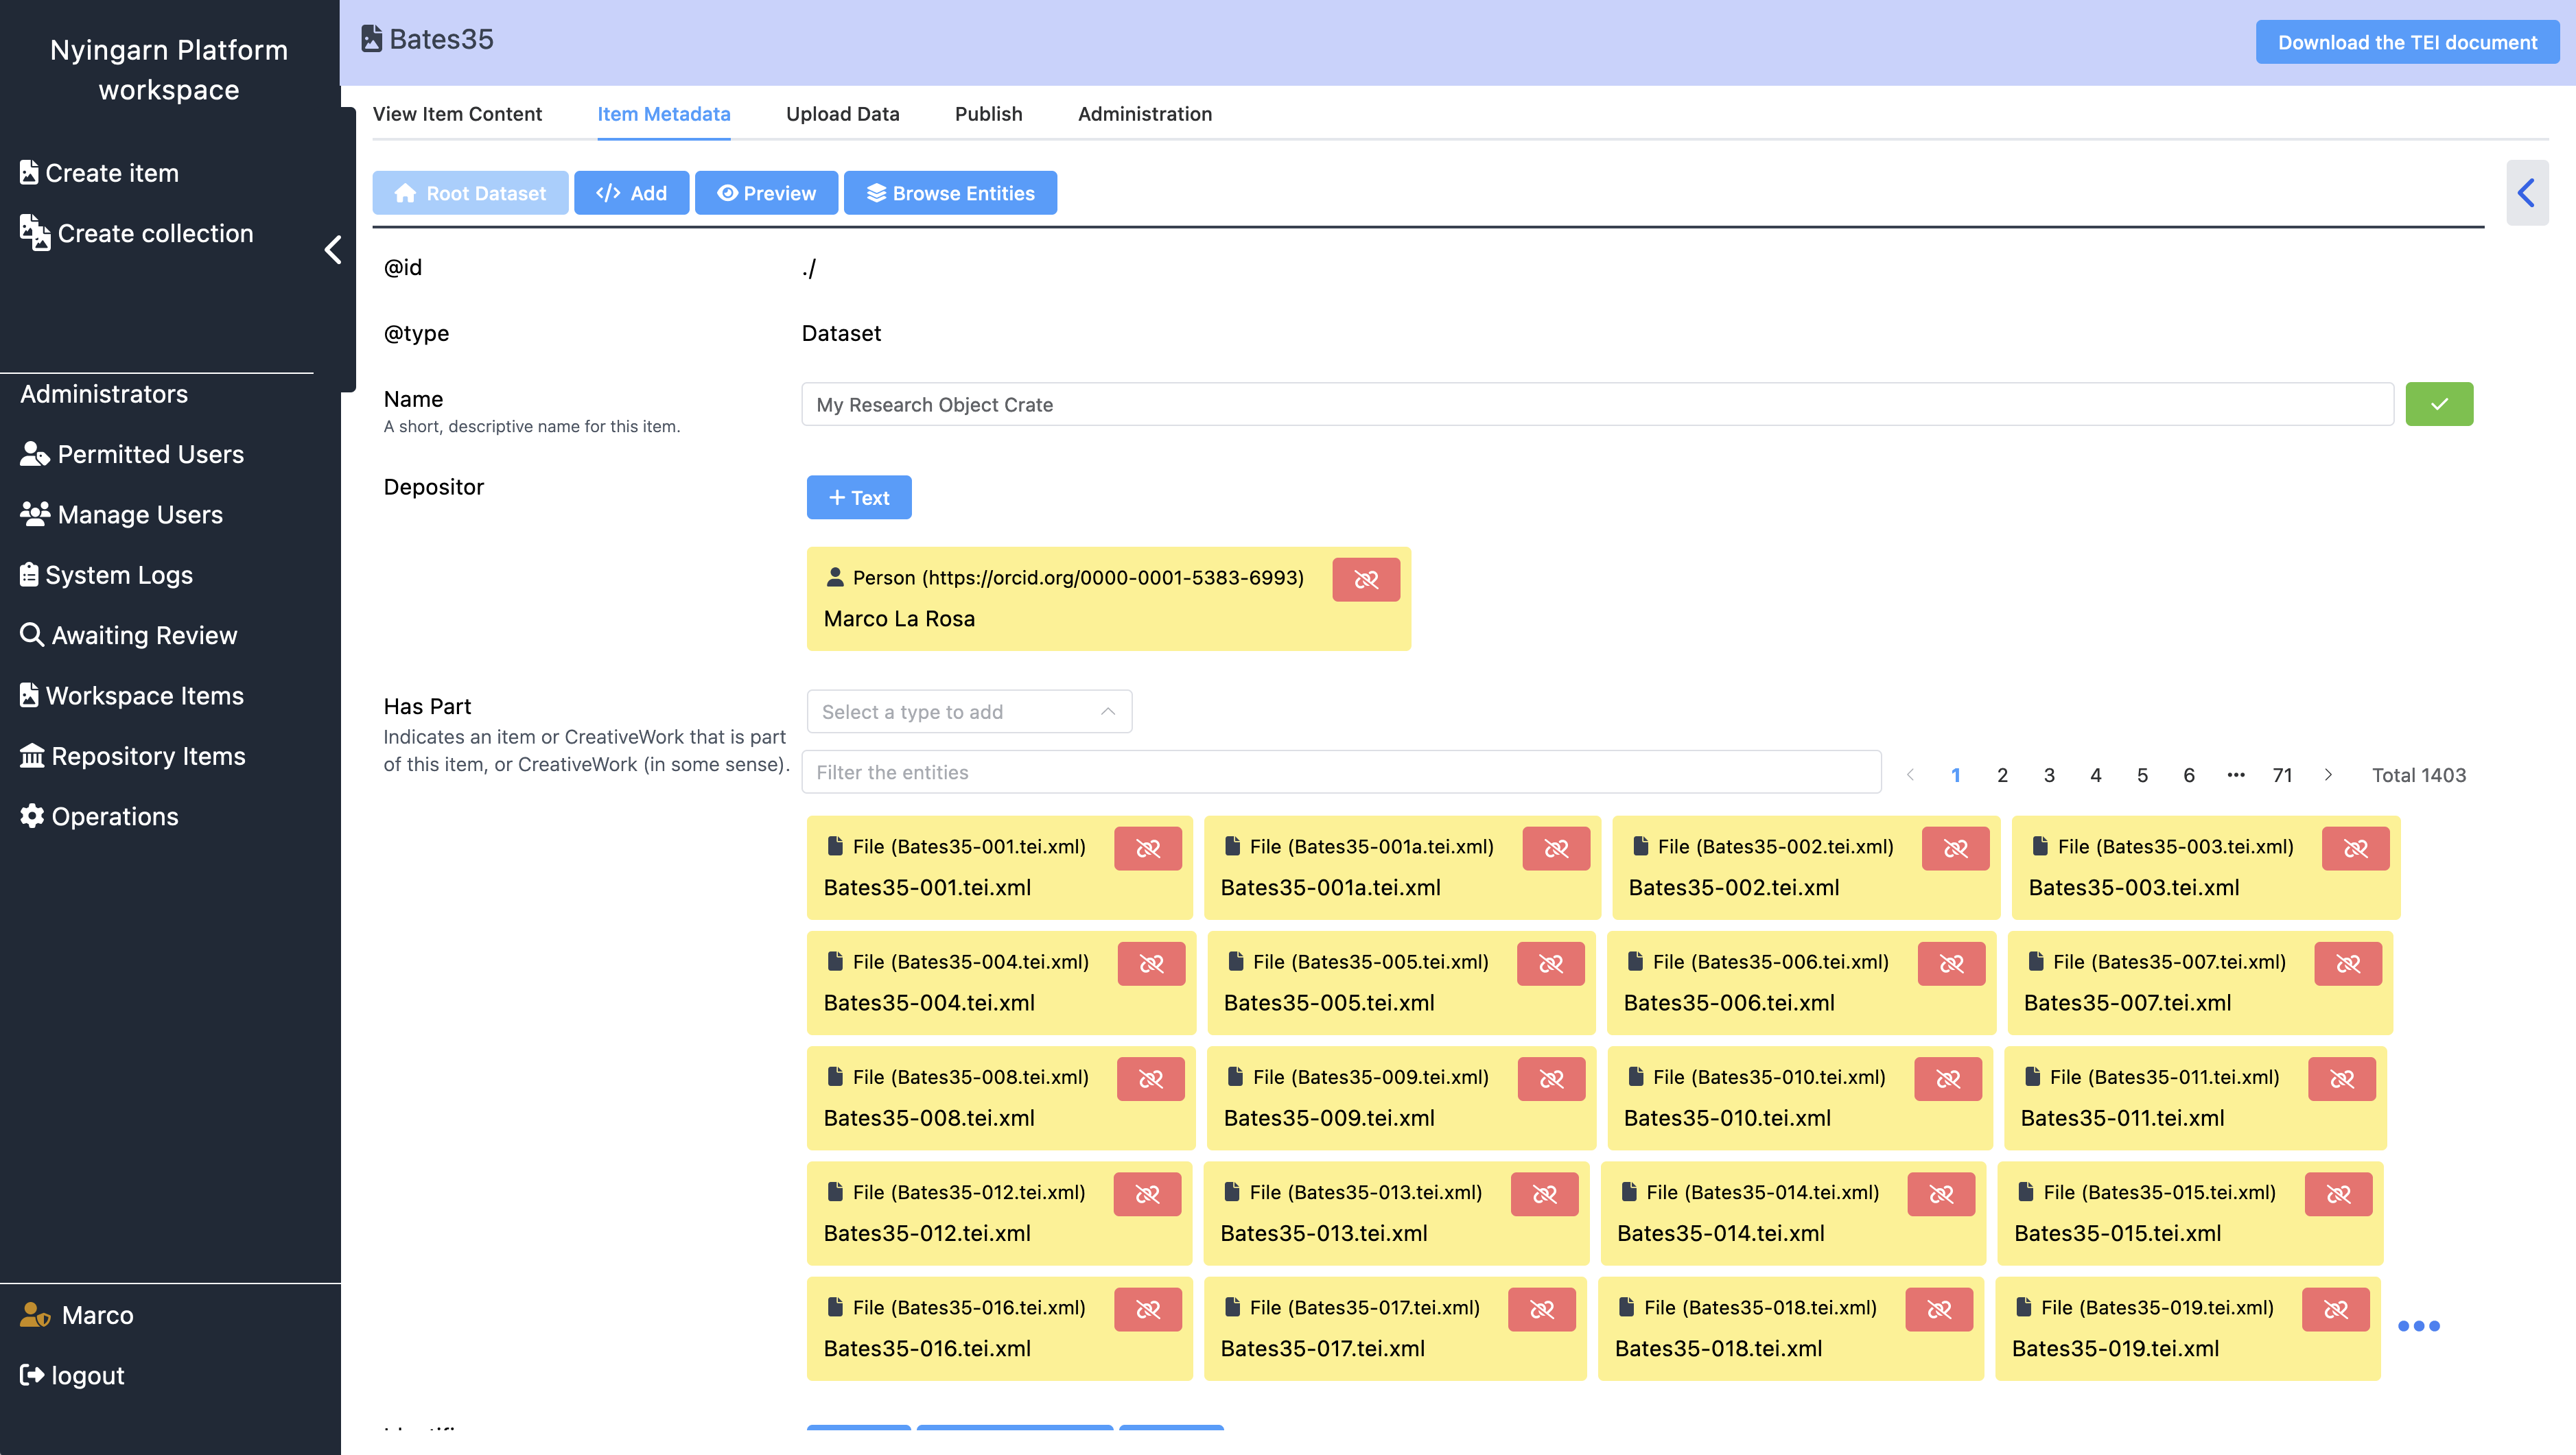 Nyingarn Platform
workspace
Create item
Create collection
Administrators
Permitted Users
Manage Users
System Logs
Awaiting Review
Workspace Items
Repository Items
Operations
Marco
logout
Bates35
Download the TEI document
View Item Content Item Metadata Upload Data Publish Administration
Root Dataset </> Add Preview Browse Entities
@id ./
@type Dataset
Name My Research Object Crate
A short, descriptive name for this item.
Depositor + Text
Person (https://orcid.org/0000-0001-5383-6993)
Marco La Rosa
Has Part Select a type to add
Indicates an item or CreativeWork that is part
of this item, or CreativeWork (in some sense).
Filter the entities 1 2 3 4 5 6 ••• 71 Total 1403
File (Bates35-001.tei.xml) File (Bates35-001a.tei.xml) File (Bates35-002.tei.xml) File (Bates35-003.tei.xml)
Bates35-001.tei.xml Bates35-001a.tei.xml Bates35-002.tei.xml Bates35-003.tei.xml
File (Bates35-004.tei.xml) File (Bates35-005.tei.xml) File (Bates35-006.tei.xml) File (Bates35-007.tei.xml)
Bates35-004.tei.xml Bates35-005.tei.xml Bates35-006.tei.xml Bates35-007.tei.xml
File (Bates35-008.tei.xml) File (Bates35-009.tei.xml) File (Bates35-010.tei.xml) File (Bates35-011.tei.xml)
Bates35-008.tei.xml Bates35-009.tei.xml Bates35-010.tei.xml Bates35-011.tei.xml
File (Bates35-012.tei.xml) File (Bates35-013.tei.xml) File (Bates35-014.tei.xml) File (Bates35-015.tei.xml)
Bates35-012.tei.xml Bates35-013.tei.xml Bates35-014.tei.xml Bates35-015.tei.xml
File (Bates35-016.tei.xml) File (Bates35-017.tei.xml) File (Bates35-018.tei.xml) File (Bates35-019.tei.xml)
Bates35-016.tei.xml Bates35-017.tei.xml Bates35-018.tei.xml Bates35-019.tei.xml